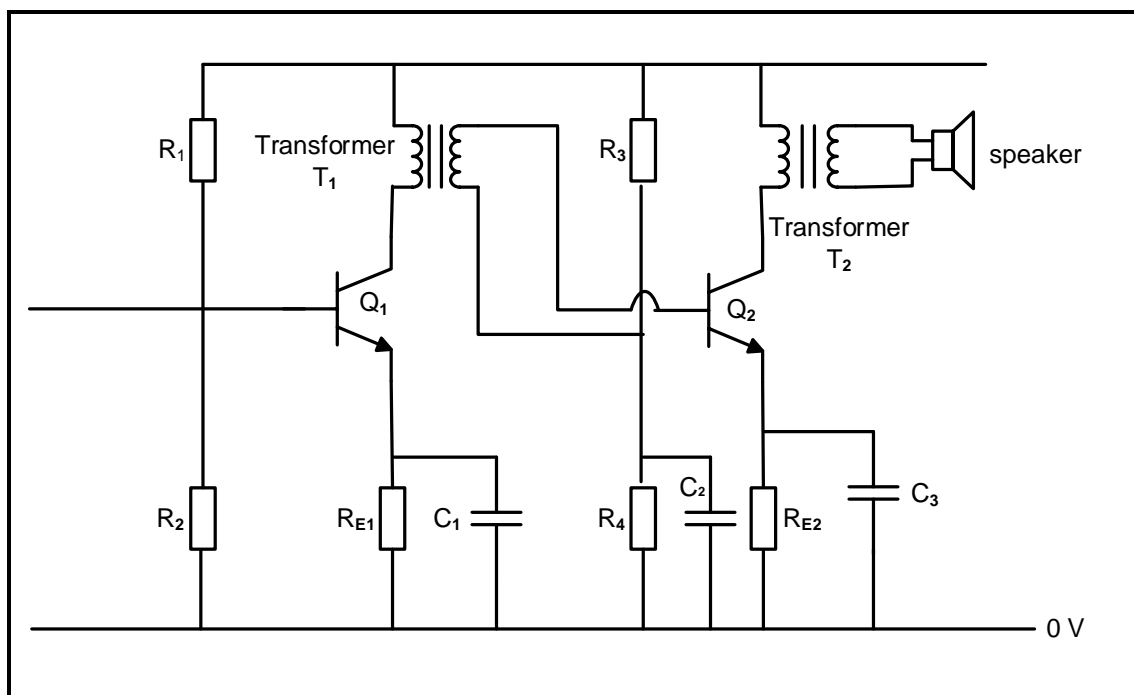 R1
Transformer
T1
R3
speaker
Transformer
T2
Q1
Q2
R2
RE1
C1
R4
C2
RE2
C3
0 V